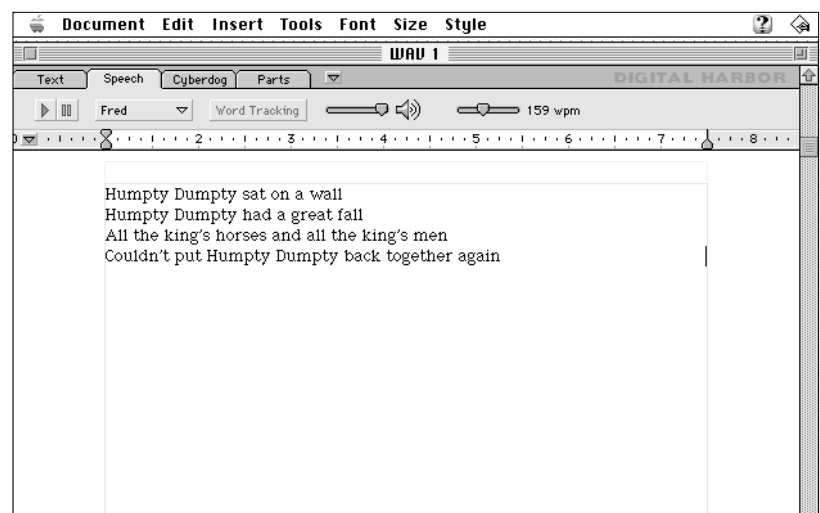 Document Edit Insert Tools Font Size Style
WAV 1
Text Speech Cyberdog Parts DIGITAL HARBOR
Fred Word Tracking 159 wpm
2 3 4 5 6 7 8
Humpty Dumpty sat on a wall
Humpty Dumpty had a great fall
All the king's horses and all the king's men
Couldn't put Humpty Dumpty back together again